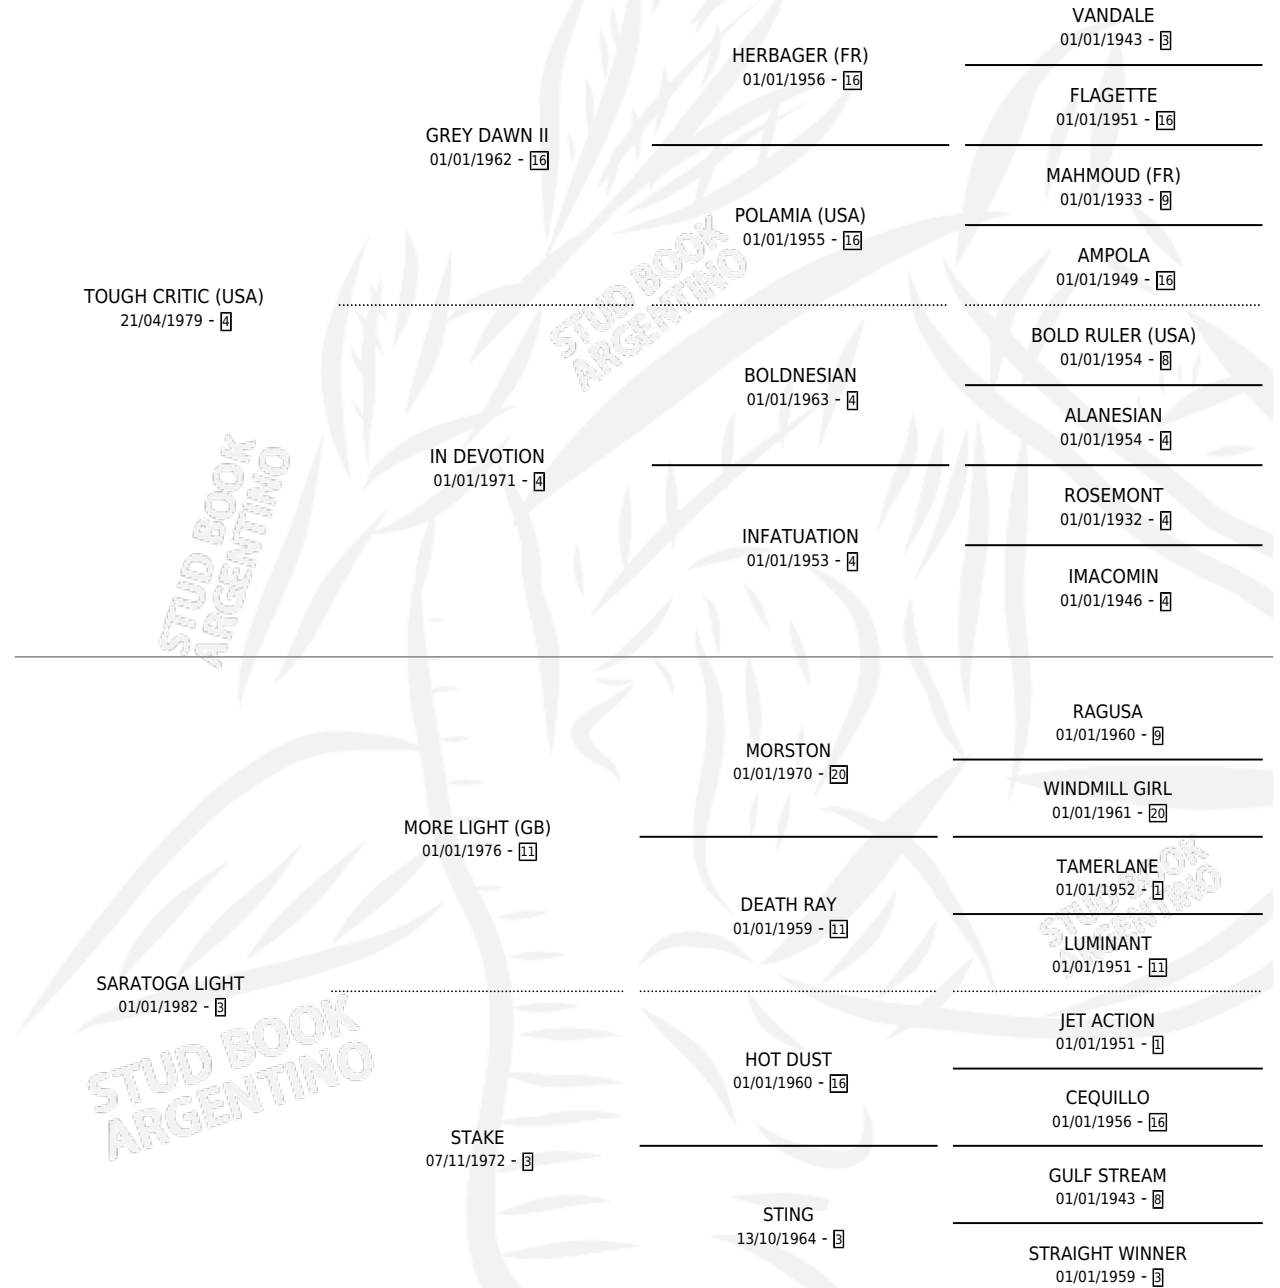 VANDALE
01/01/1943 - 3
HERBAGER (FR)
01/01/1956 - 16
FLAGETTE
01/01/1951 - 16
GREY DAWN II
01/01/1962 - 16
MAHMOUD (FR)
01/01/1933 - 9
POLAMIA (USA)
01/01/1955 - 16
AMPOLA
01/01/1949 - 16
TOUGH CRITIC (USA)
21/04/1979 - 4
BOLD RULER (USA)
01/01/1954 - 8
BOLDNESIAN
01/01/1963 - 4
ALANESIAN
01/01/1954 - 4
IN DEVOTION
01/01/1971 - 4
ROSEMONT
01/01/1932 - 4
INFATUATION
01/01/1953 - 4
IMACOMIN
01/01/1946 - 4
RAGUSA
01/01/1960 - 9
MORSTON
01/01/1970 - 20
WINDMILL GIRL
01/01/1961 - 20
MORE LIGHT (GB)
01/01/1976 - 11
TAMERLANE
01/01/1952 - 1
DEATH RAY
01/01/1959 - 11
LUMINANT
01/01/1951 - 11
SARATOGA LIGHT
01/01/1982 - 3
JET ACTION
01/01/1951 - 1
HOT DUST
01/01/1960 - 16
CEQUILLO
01/01/1956 - 16
STAKE
07/11/1972 - 3
GULF STREAM
01/01/1943 - 8
STING
13/10/1964 - 3
STRAIGHT WINNER
01/01/1959 - 3
STUD BOOK
ARGENTINO
STUD BOOK
ARGENTINO
STUD BOOK
ARGENTINO
STUD BOOK
ARGENTINO